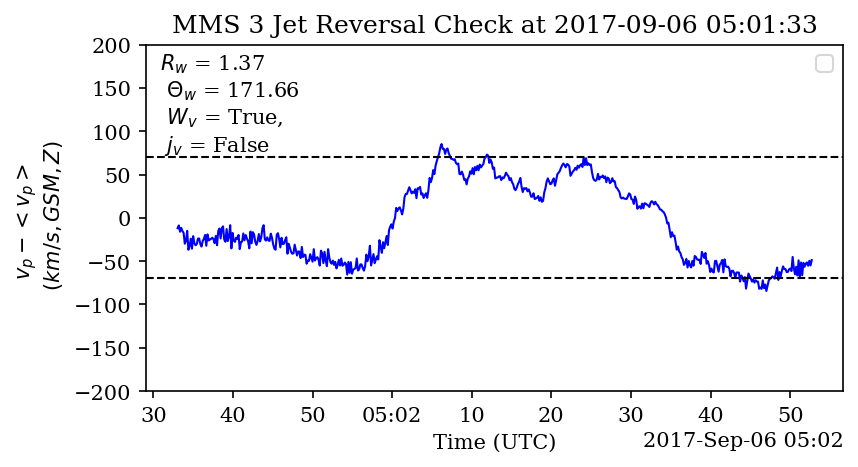 MMS 3 Jet Reversal Check at 2017-09-06 05:01:33
200
150
100
50
0
−50
−100
−150
−200
v_p − < v_p >
(km/s, GSM, Z)
R_w = 1.37
Θ_w = 171.66
W_v = True,
j_v = False
30 40 50 05:02 10 20 30 40 50
Time (UTC)
2017-Sep-06 05:02